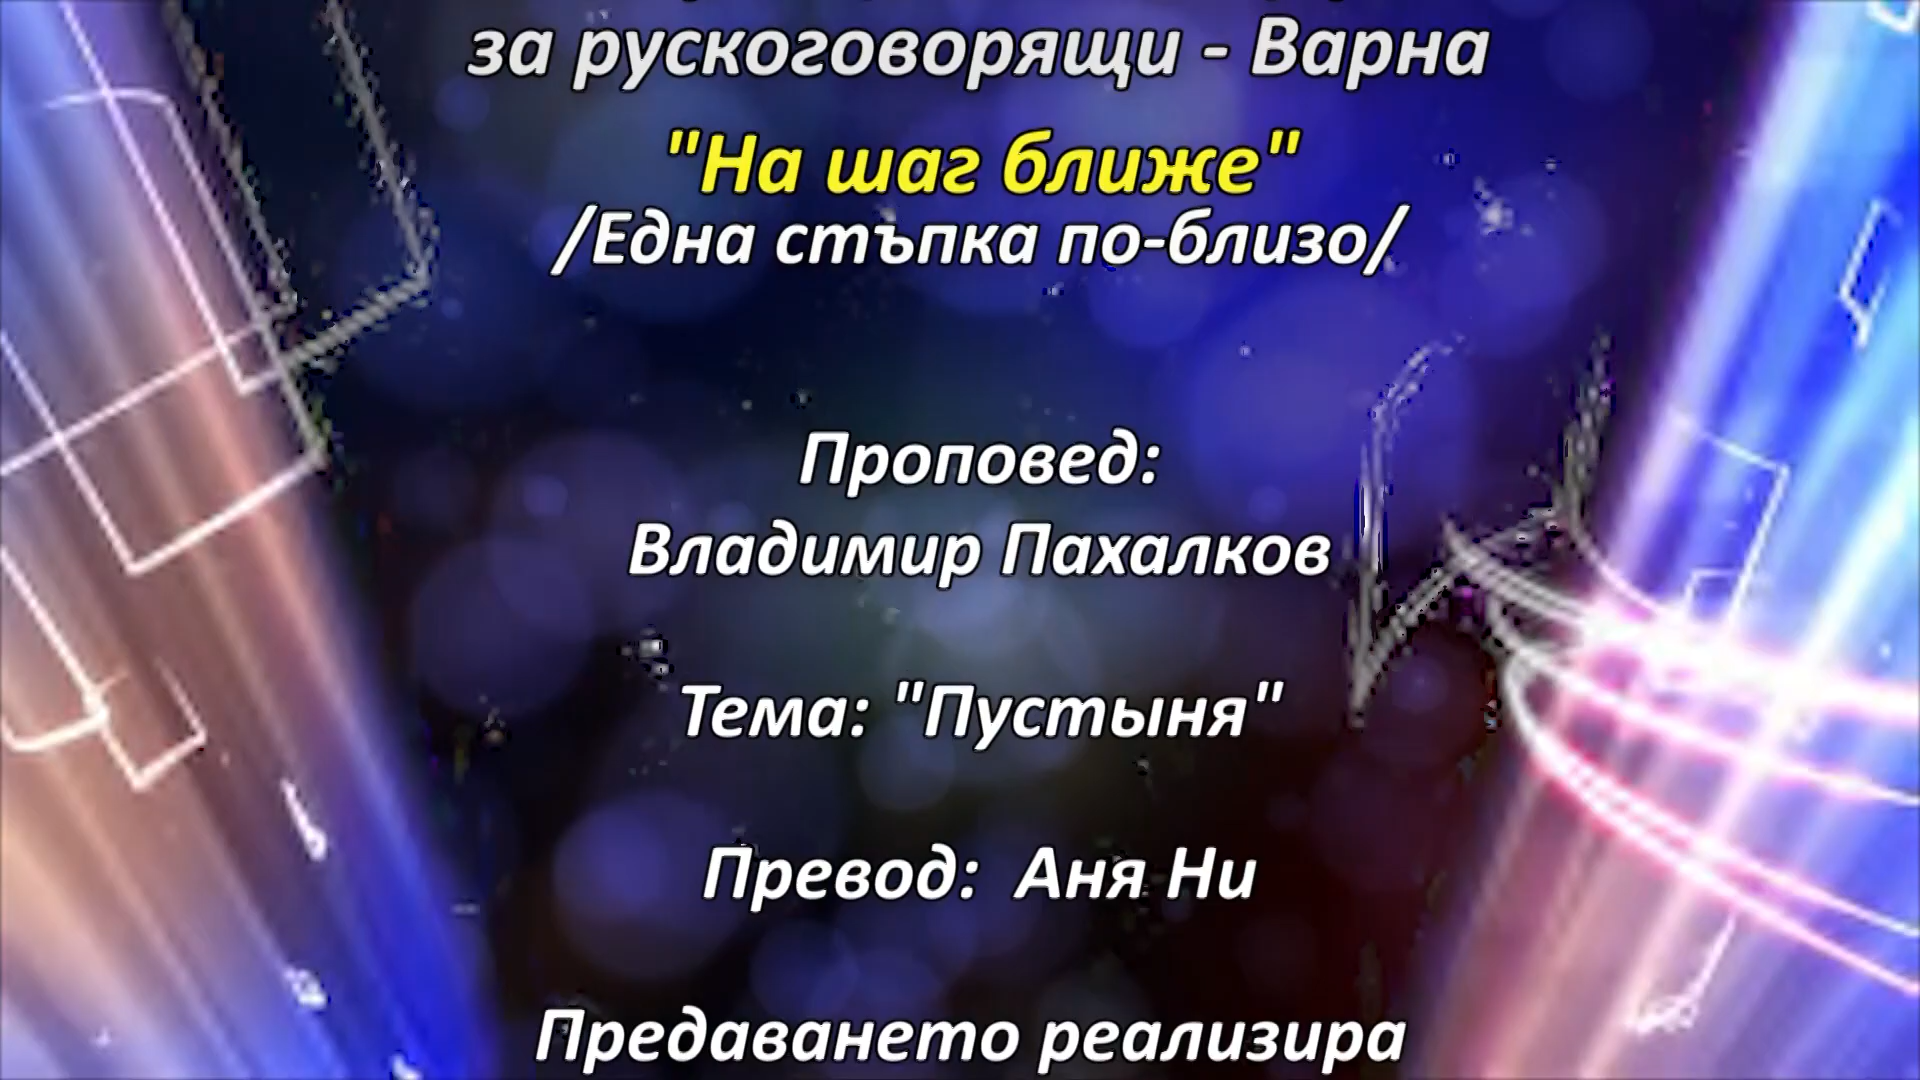 за рускоговорящи - Варна
"На шаг ближе"
/Една стъпка по-близо/
Проповед:
Владимир Пахалков
Тема: "Пустыня"
Превод: Аня Ни
Предаването реализира